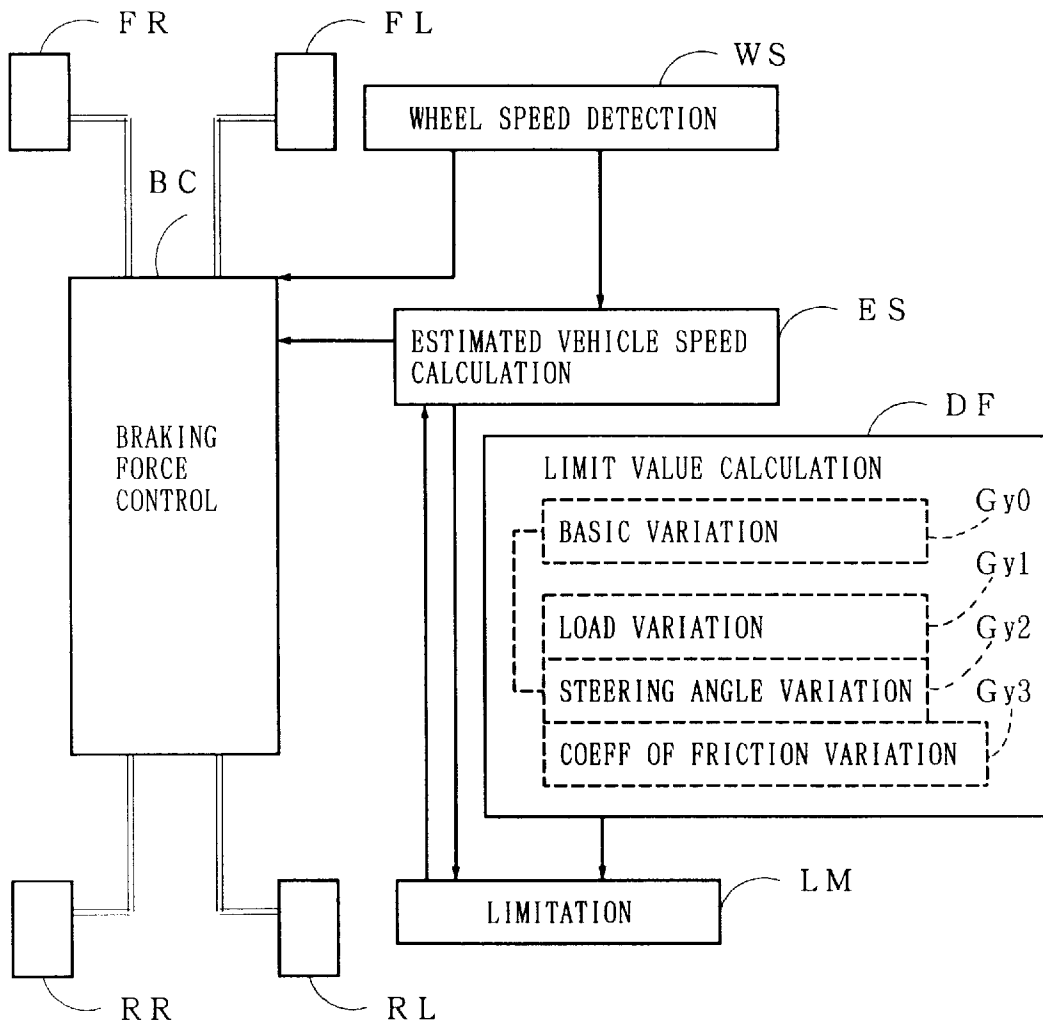 FR
FL
WS
WHEEL SPEED DETECTION
BC
ES
ESTIMATED VEHICLE SPEED
CALCULATION
DF
BRAKING
FORCE
CONTROL
LIMIT VALUE CALCULATION
Gy0
BASIC VARIATION
Gy1
LOAD VARIATION
Gy2
STEERING ANGLE VARIATION
Gy3
COEFF OF FRICTION VARIATION
LM
LIMITATION
RR
RL